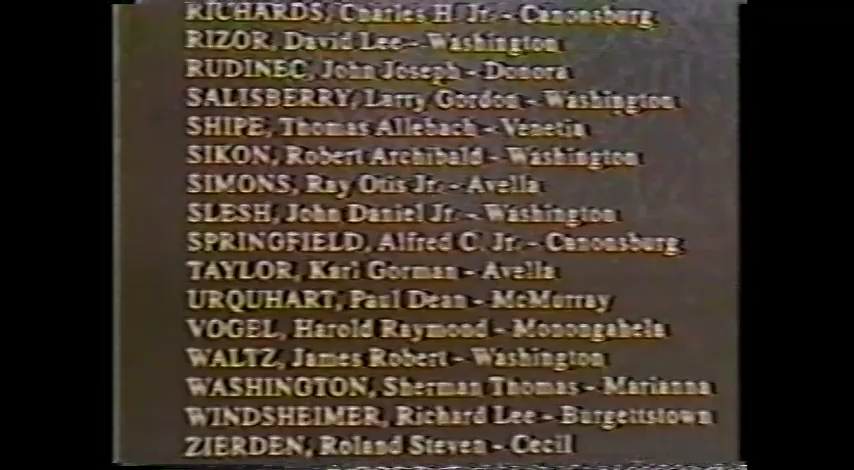 RICHARDS, Charles H. Jr. - Canonsburg
RIZOR, David Lee - Washington
RUDINEC, John Joseph - Donora
SALISBERRY, Larry Gordon - Washington
SHIPE, Thomas Allebach - Venetia
SIKON, Robert Archibald - Washington
SIMONS, Ray Otis Jr. - Avella
SLESH, John Daniel Jr. - Washington
SPRINGFIELD, Alfred C. Jr. - Canonsburg
TAYLOR, Karl Gorman - Avella
URQUHART, Paul Dean - McMurray
VOGEL, Harold Raymond - Monongahela
WALTZ, James Robert - Washington
WASHINGTON, Sherman Thomas - Marianna
WINDSHEIMER, Richard Lee - Burgettstown
ZIERDEN, Roland Steven - Cecil